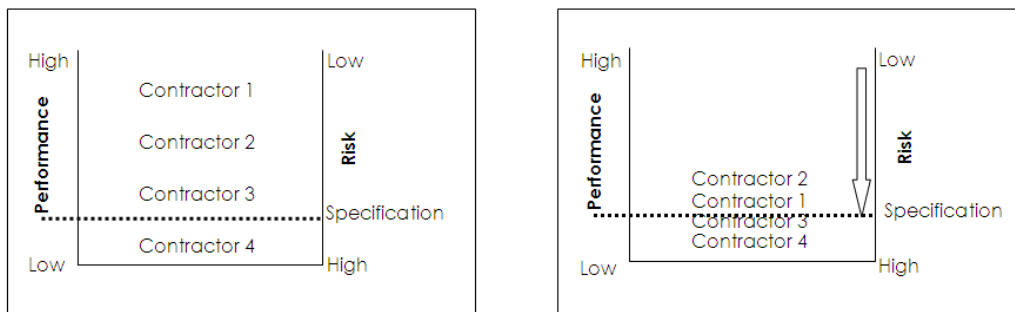 High
Low
Contractor 1
Performance
Contractor 2
Risk
Contractor 3
Specification
Contractor 4
Low
High
High
Low
Performance
Risk
Contractor 2
Contractor 1
Specification
Contractor 3
Contractor 4
Low
High